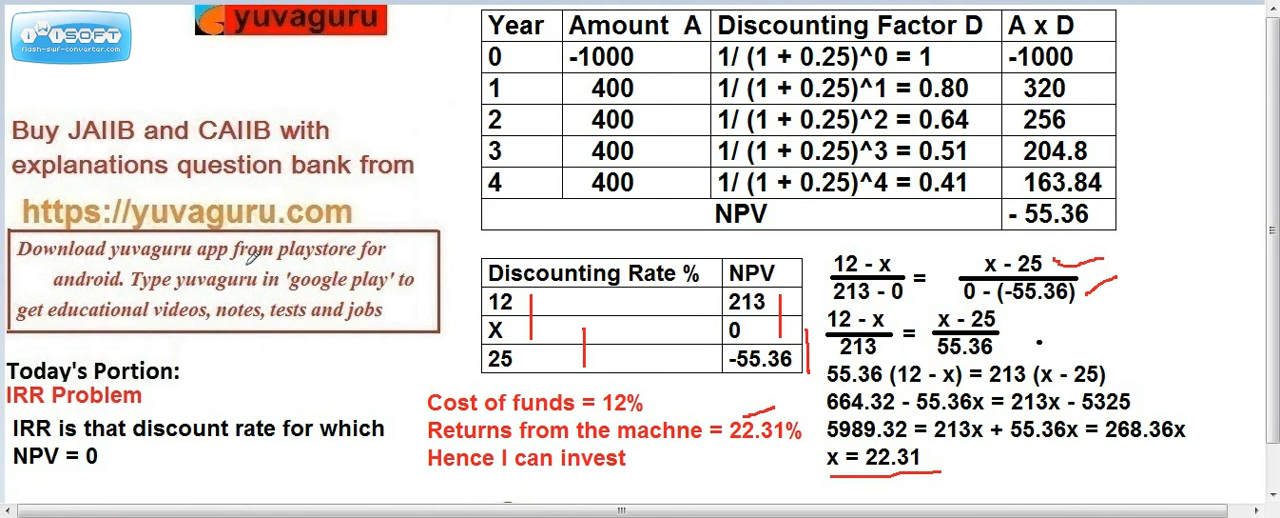 iWiSOFT
flash-swf-converter.com
yuvaguru
Buy JAIIB and CAIIB with
explanations question bank from
https://yuvaguru.com
Download yuvaguru app from playstore for
android. Type yuvaguru in 'google play' to
get educational videos, notes, tests and jobs
Today's Portion:
IRR Problem
IRR is that discount rate for which
NPV = 0
Year Amount A Discounting Factor D A x D
0 -1000 1/ (1 + 0.25)^0 = 1 -1000
1 400 1/ (1 + 0.25)^1 = 0.80 320
2 400 1/ (1 + 0.25)^2 = 0.64 256
3 400 1/ (1 + 0.25)^3 = 0.51 204.8
4 400 1/ (1 + 0.25)^4 = 0.41 163.84
NPV - 55.36
Discounting Rate % NPV
12 213
X 0
25 -55.36
Cost of funds = 12%
Returns from the machne = 22.31%
Hence I can invest
12 - x x - 25
=
213 - 0 0 - (-55.36)
12 - x x - 25
=
213 55.36
55.36 (12 - x) = 213 (x - 25)
664.32 - 55.36x = 213x - 5325
5989.32 = 213x + 55.36x = 268.36x
x = 22.31